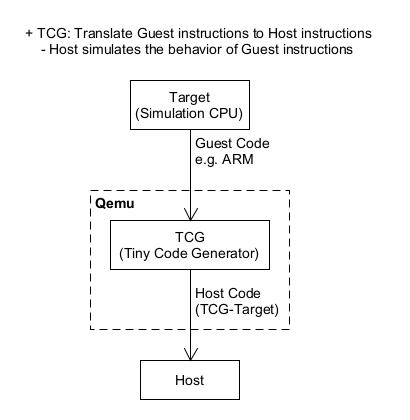 + TCG: Translate Guest instructions to Host instructions
- Host simulates the behavior of Guest instructions
Target
(Simulation CPU)
Guest Code
e.g. ARM
Qemu
TCG
(Tiny Code Generator)
Host Code
(TCG-Target)
Host